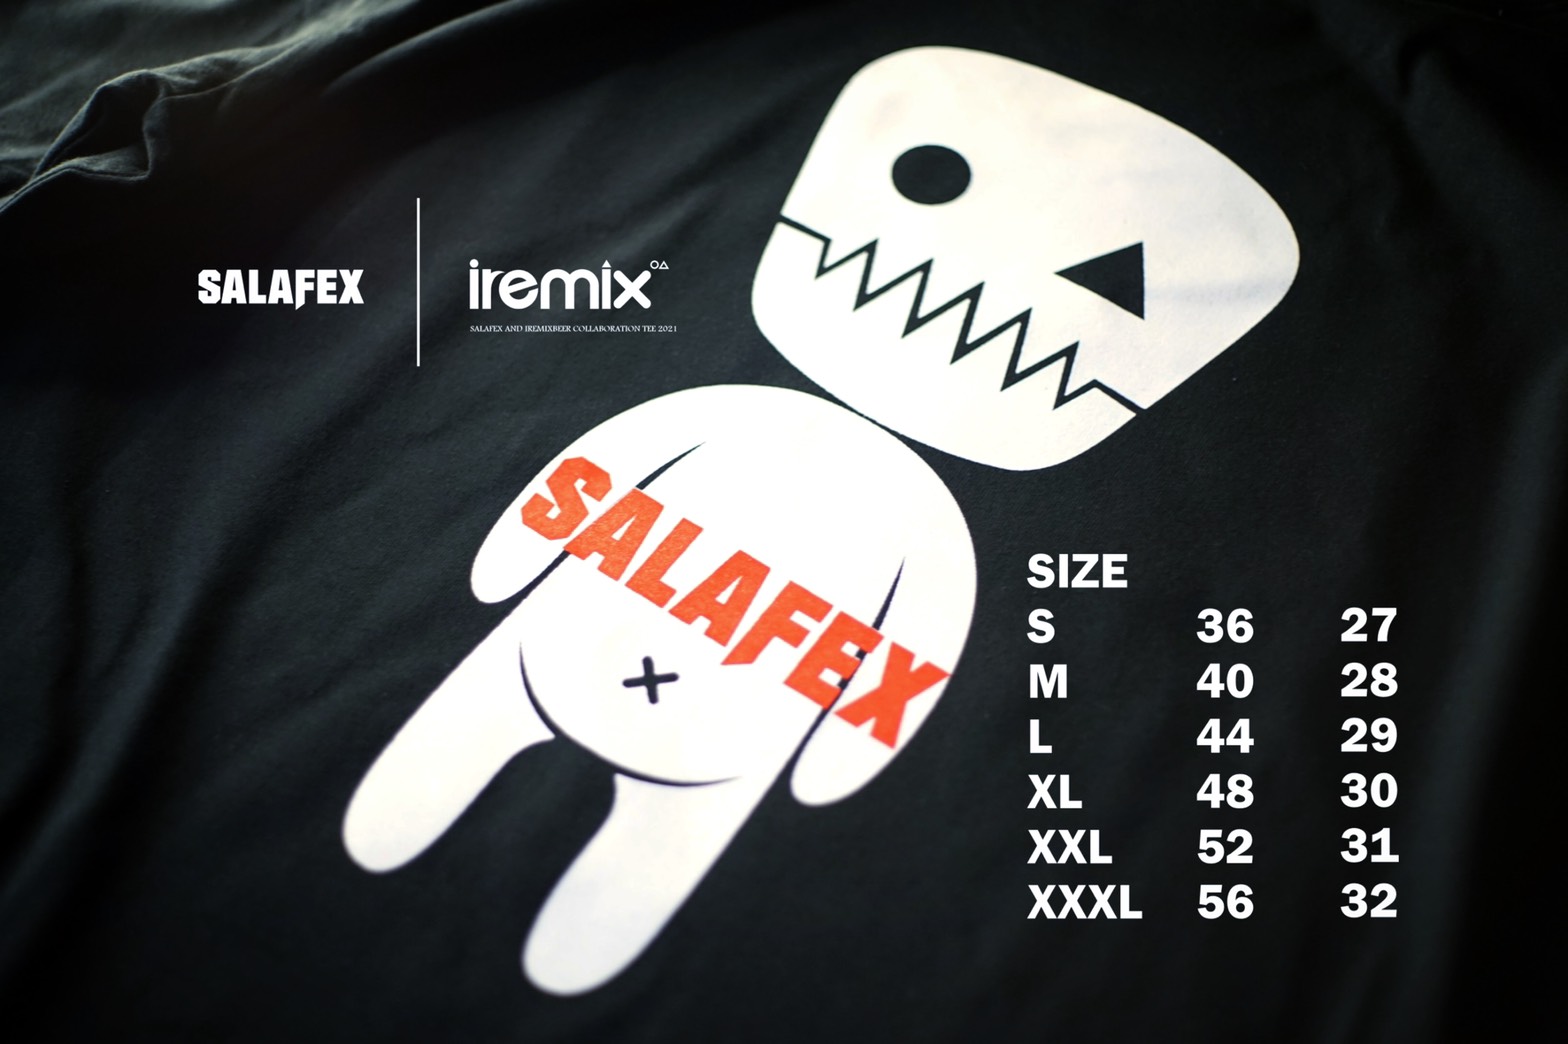 SALAFEX
iremix
SALAFEX AND IREMIXBEER COLLABORATION TEE 2021
SALAFEX
SIZE
S 36 27
M 40 28
L 44 29
XL 48 30
XXL 52 31
XXXL 56 32